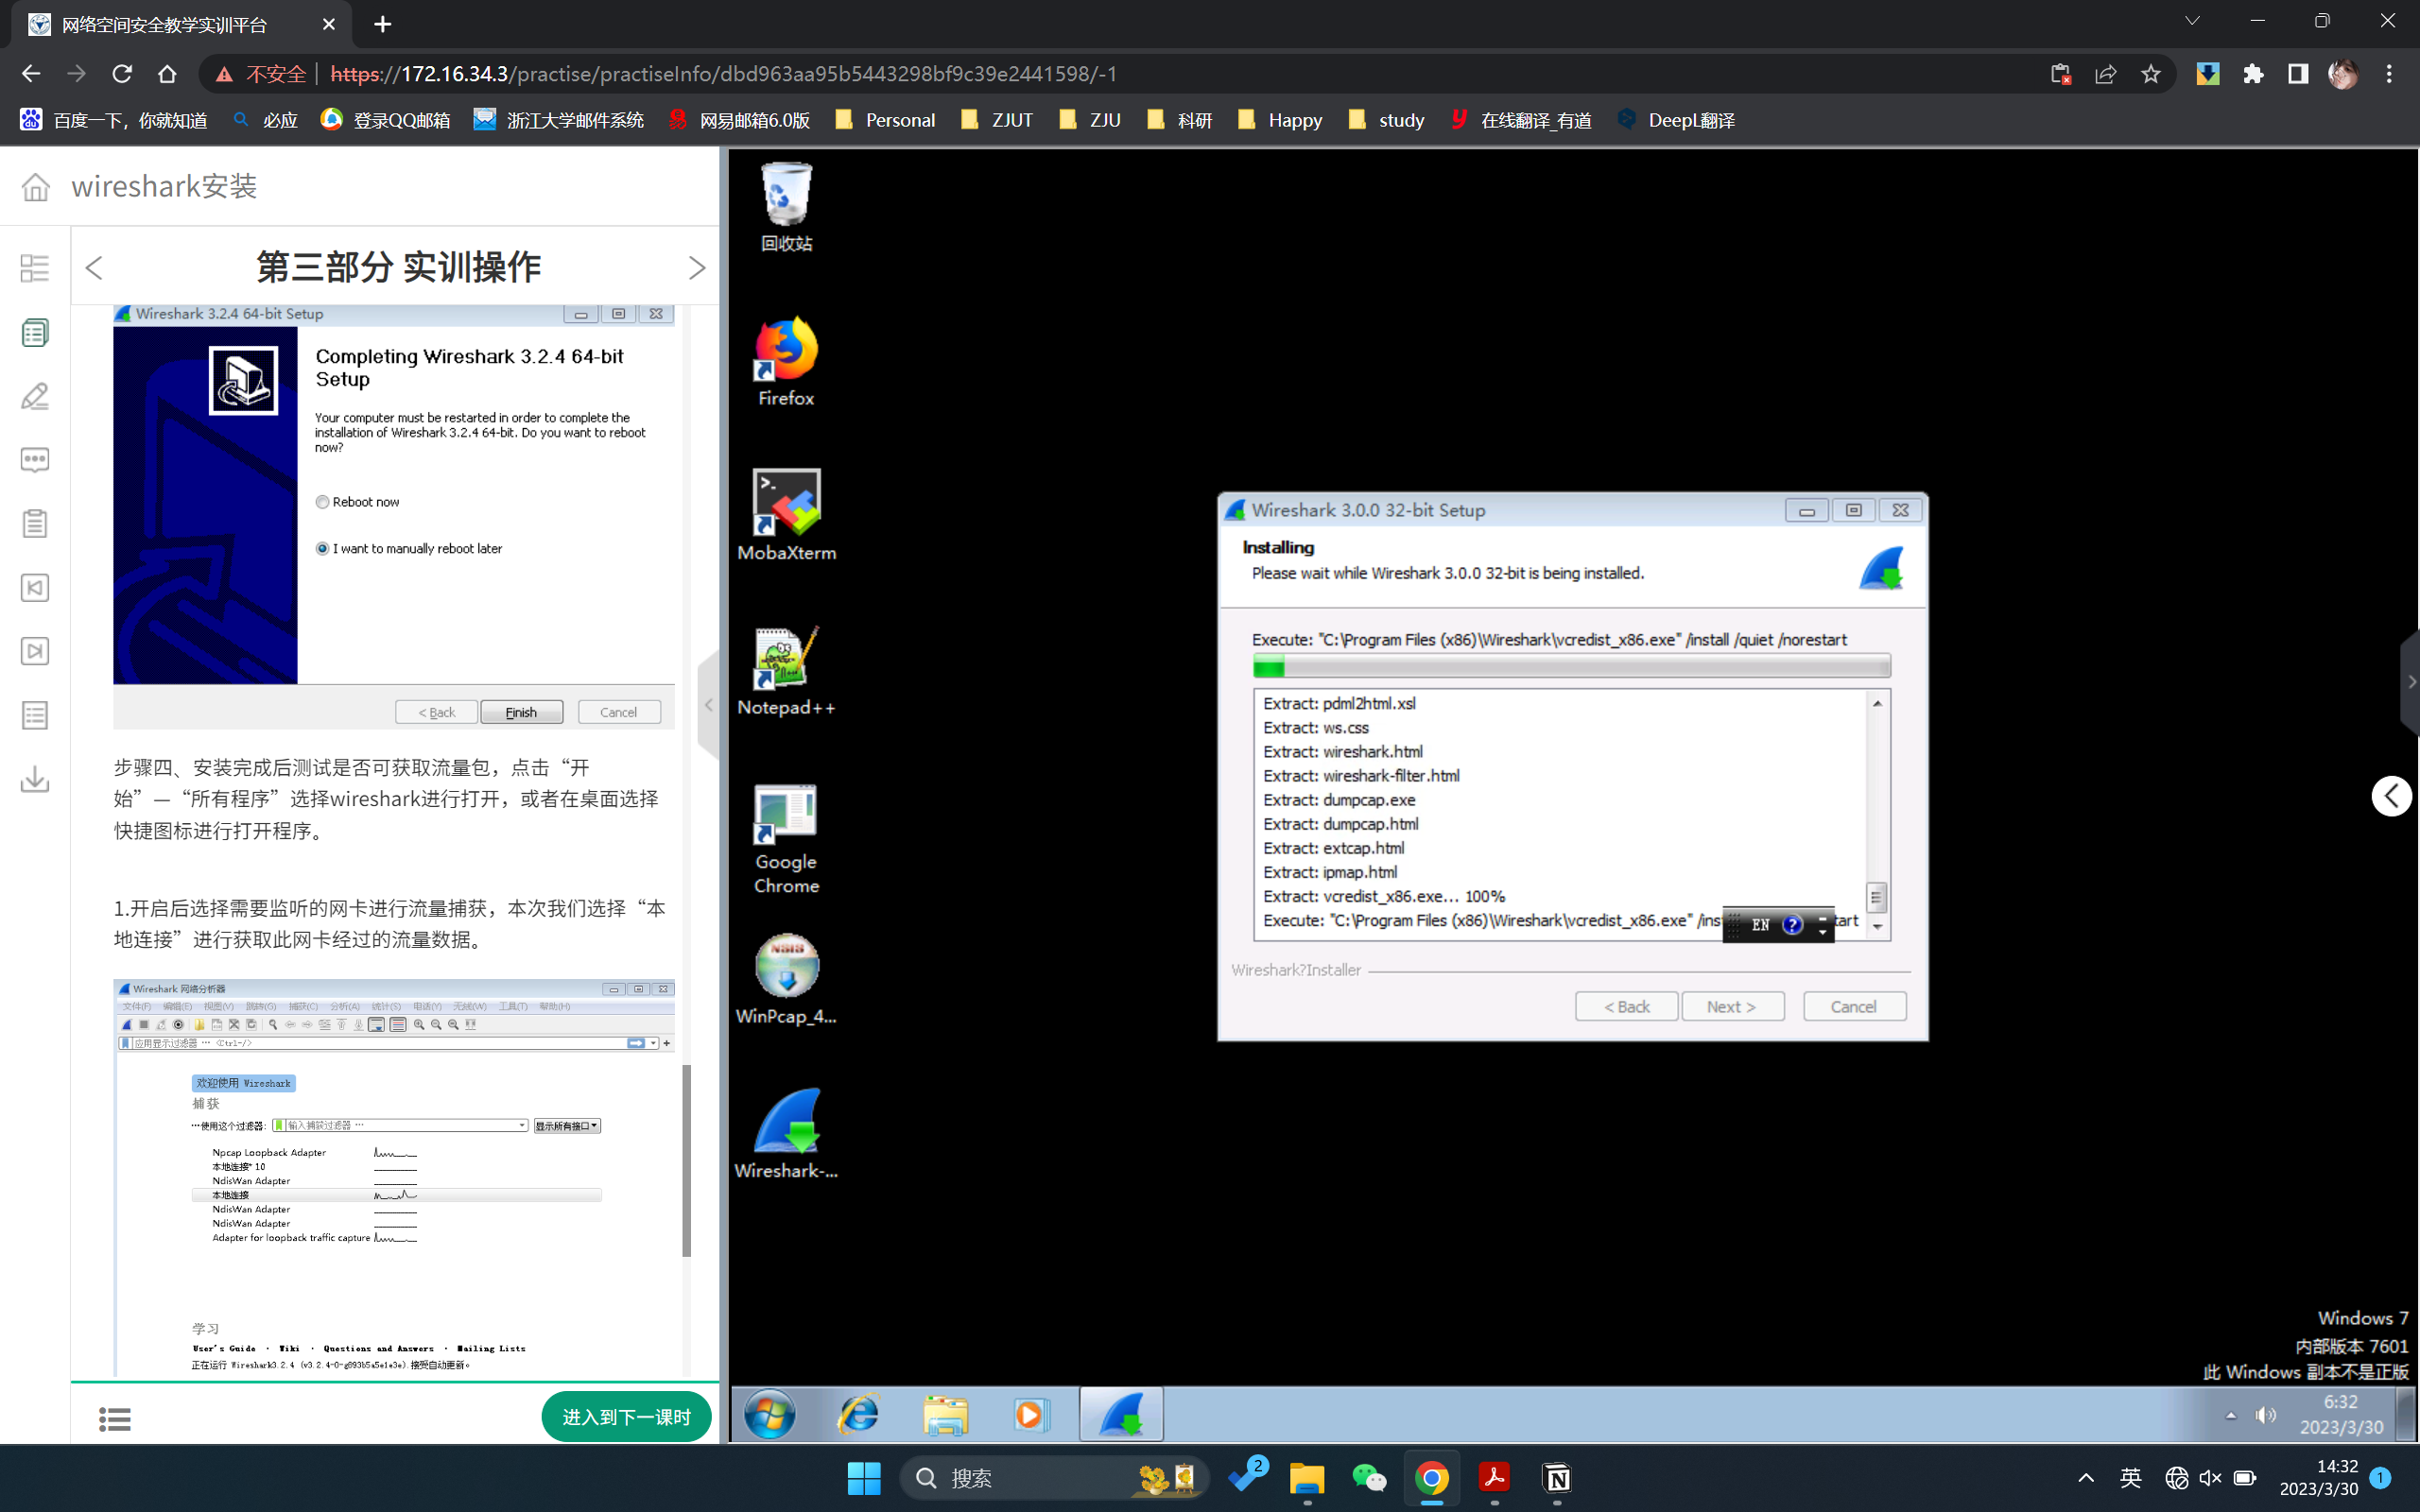 网络空间安全教学实训平台
不安全 https://172.16.34.3/practise/practiseInfo/dbd963aa95b5443298bf9c39e2441598/-1
百度一下，你就知道 必应 登录QQ邮箱 浙江大学邮件系统 网易邮箱6.0版 Personal ZJUT ZJU 科研 Happy study 在线翻译_有道 DeepL翻译
wireshark安装
第三部分 实训操作
Wireshark 3.2.4 64-bit Setup
Completing Wireshark 3.2.4 64-bit
Setup
Your computer must be restarted in order to complete the
installation of Wireshark 3.2.4 64-bit. Do you want to reboot
now?
Reboot now
I want to manually reboot later
< Back Finish Cancel
步骤四、安装完成后测试是否可获取流量包，点击“开
始”—“所有程序”选择wireshark进行打开，或者在桌面选择
快捷图标进行打开程序。
1.开启后选择需要监听的网卡进行流量捕获，本次我们选择“本
地连接”进行获取此网卡经过的流量数据。
Wireshark 网络分析器
文件(F) 编辑(E) 视图(V) 跳转(G) 捕获(C) 分析(A) 统计(S) 电话(Y) 无线(W) 工具(T) 帮助(H)
应用显示过滤器 … <Ctrl-/>
欢迎使用 Wireshark
捕获
…使用这个过滤器: 输入捕获过滤器 … 显示所有接口
Npcap Loopback Adapter
本地连接* 10
NdisWan Adapter
本地连接
NdisWan Adapter
NdisWan Adapter
Adapter for loopback traffic capture
学习
User's Guide · Wiki · Questions and Answers · Mailing Lists
正在运行 Wireshark3.2.4 (v3.2.4-0-g893b5a5e1e3e).接受自动更新。
进入到下一课时
回收站
Firefox
MobaXterm
Notepad++
Google
Chrome
NSIS
WinPcap_4...
Wireshark-...
Wireshark 3.0.0 32-bit Setup
Installing
Please wait while Wireshark 3.0.0 32-bit is being installed.
Execute: "C:\Program Files (x86)\Wireshark\vcredist_x86.exe" /install /quiet /norestart
Extract: pdml2html.xsl
Extract: ws.css
Extract: wireshark.html
Extract: wireshark-filter.html
Extract: dumpcap.exe
Extract: dumpcap.html
Extract: extcap.html
Extract: ipmap.html
Extract: vcredist_x86.exe... 100%
Execute: "C:\Program Files (x86)\Wireshark\vcredist_x86.exe" /ins tart
EN
Wireshark?Installer
< Back Next > Cancel
Windows 7
内部版本 7601
此 Windows 副本不是正版
6:32
2023/3/30
搜索
2
英
14:32
2023/3/30
1